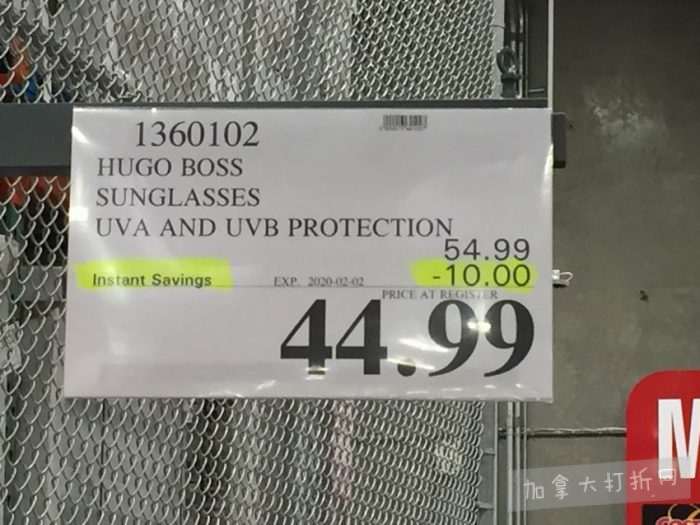 1360102
HUGO BOSS
SUNGLASSES
UVA AND UVB PROTECTION
54.99
Instant Savings EXP. 2020-02-02 -10.00
PRICE AT REGISTER
44.99
M
加拿大打折网